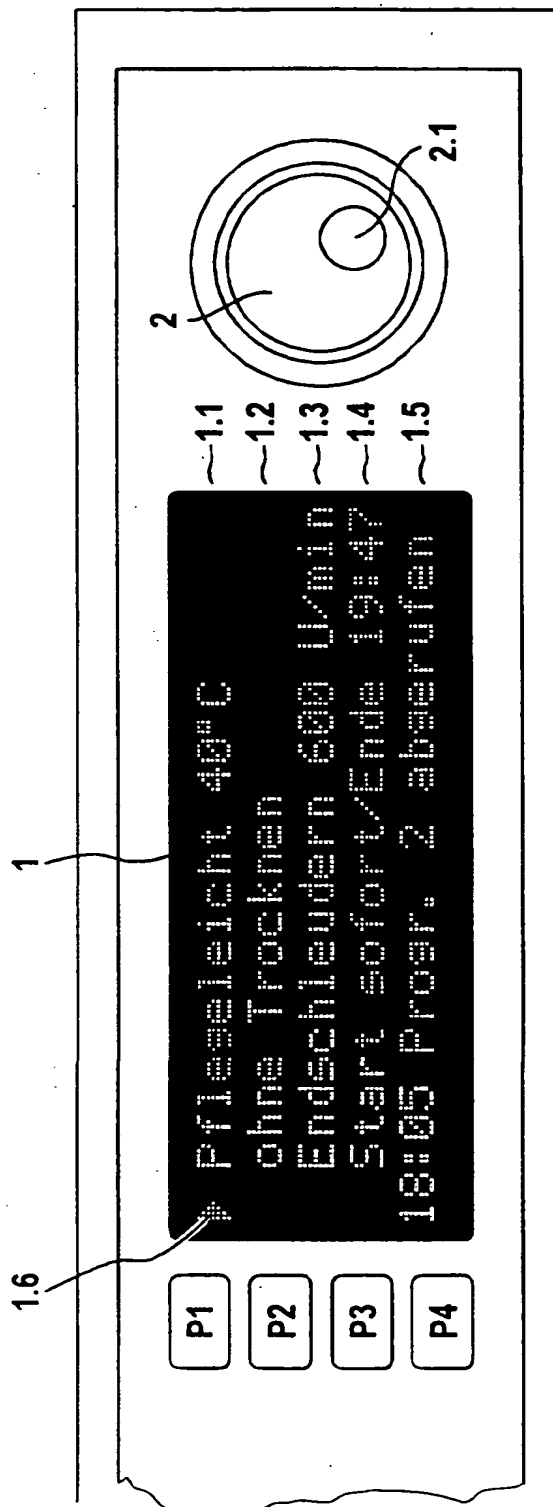 1
1.6
P1 ▶ Pflegeleicht 40°C 1.1
P2 ohne Trocknen 1.2
Endschleudern 600 U/min 1.3
P3 Start sofort/Ende 19:47 1.4
P4 18:05 Progr. 2 abgerufen 1.5
2
2.1